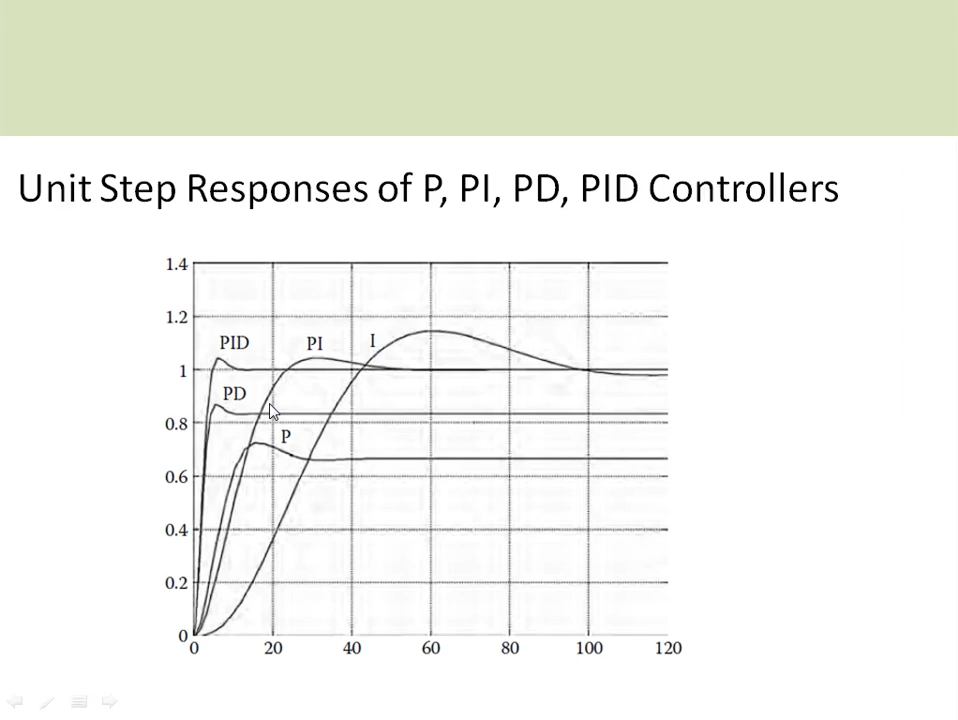 Unit Step Responses of P, PI, PD, PID Controllers
1.4
1.2
PID
PI
I
1
PD
0.8
P
0.6
0.4
0.2
0
0 20 40 60 80 100 120